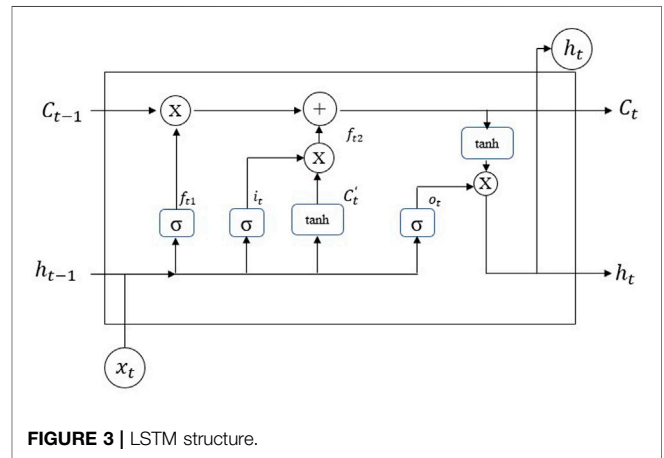 h_t
C_{t-1} X + C_t
f_{t2} tanh
X X
f_{t1} i_t C_t' o_t
σ σ tanh σ
h_{t-1} h_t
x_t
FIGURE 3 | LSTM structure.